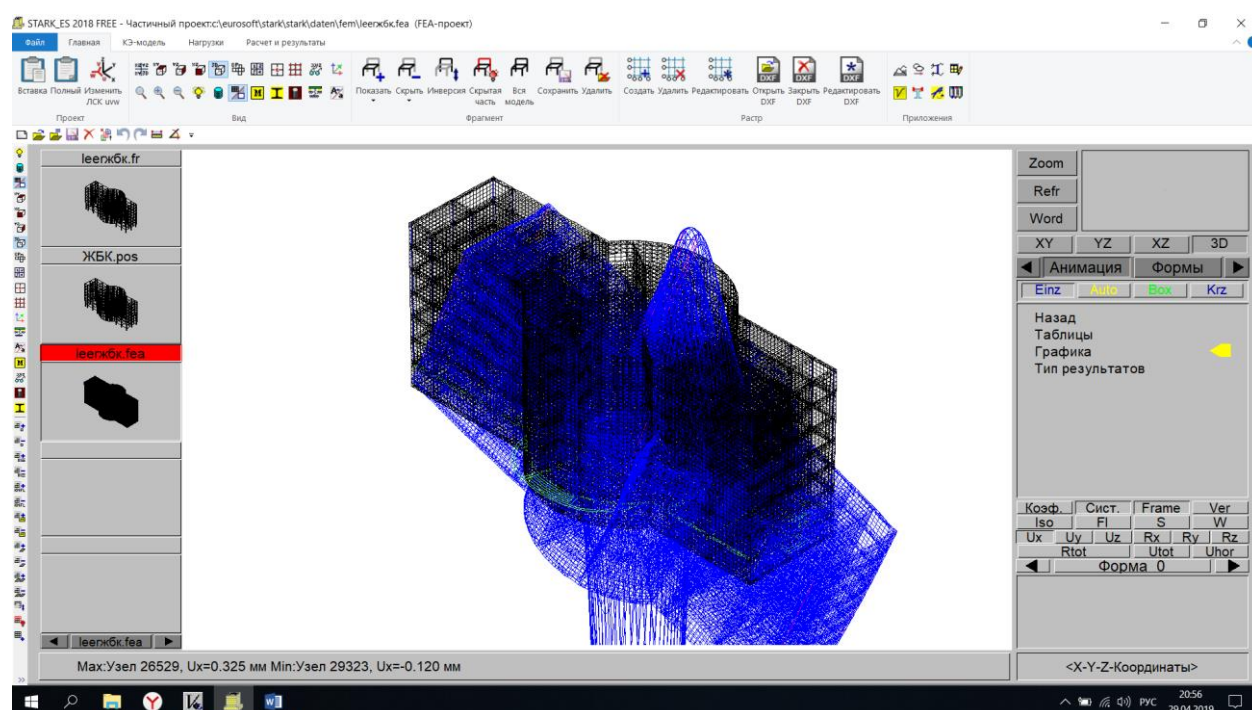 STARK_ES 2018 FREE - Частичный проект:c:\eurosoft\stark\stark\daten\fem\leerжбк.fea (FEA-проект)
Файл Главная КЭ-модель Нагрузки Расчет и результаты
Вставка Полный Изменить ЛСК uvw
Показать Скрыть Инверсия Скрытая часть Вся модель Сохранить Удалить
Создать Удалить Редактировать Открыть DXF Закрыть DXF Редактировать DXF
Проект Вид Фрагмент Растр Приложения
leerжбк.fr
ЖБК.pos
leerжбк.fea
leerжбк.fea
Zoom
Refr
Word
XY YZ XZ 3D
Анимация Формы
Einz Auto Box Krz
Назад
Таблицы
Графика
Тип результатов
Коэф. Сист. Frame Ver
Iso Fl S W
Ux Uy Uz Rx Ry Rz
Rtot Utot Uhor
Форма 0
Max:Узел 26529, Ux=0.325 мм Min:Узел 29323, Ux=-0.120 мм
<X-Y-Z-Координаты>
РУС
20:56
29.04.2019